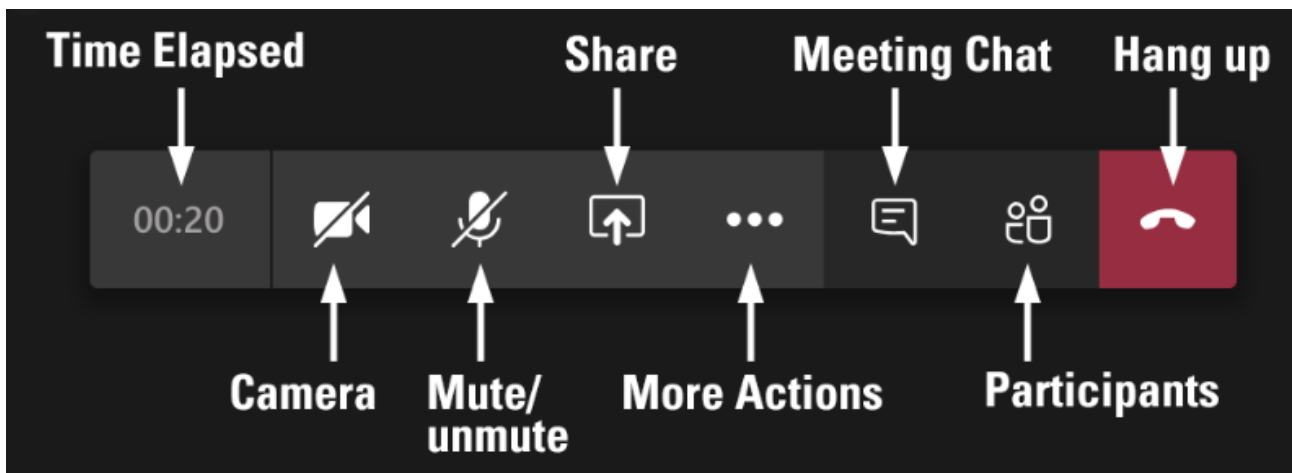 Time Elapsed
Share
Meeting Chat
Hang up
00:20
Camera
Mute/
unmute
More Actions
Participants